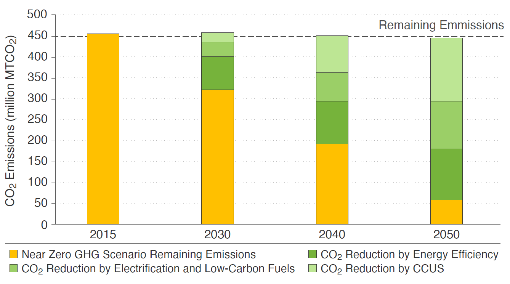 Remaining Emmissions
CO2 Emissions (million MTCO2)
500
450
400
350
300
250
200
150
100
50
0
2015 2030 2040 2050
Near Zero GHG Scenario Remaining Emissions
CO2 Reduction by Energy Efficiency
CO2 Reduction by Electrification and Low-Carbon Fuels
CO2 Reduction by CCUS